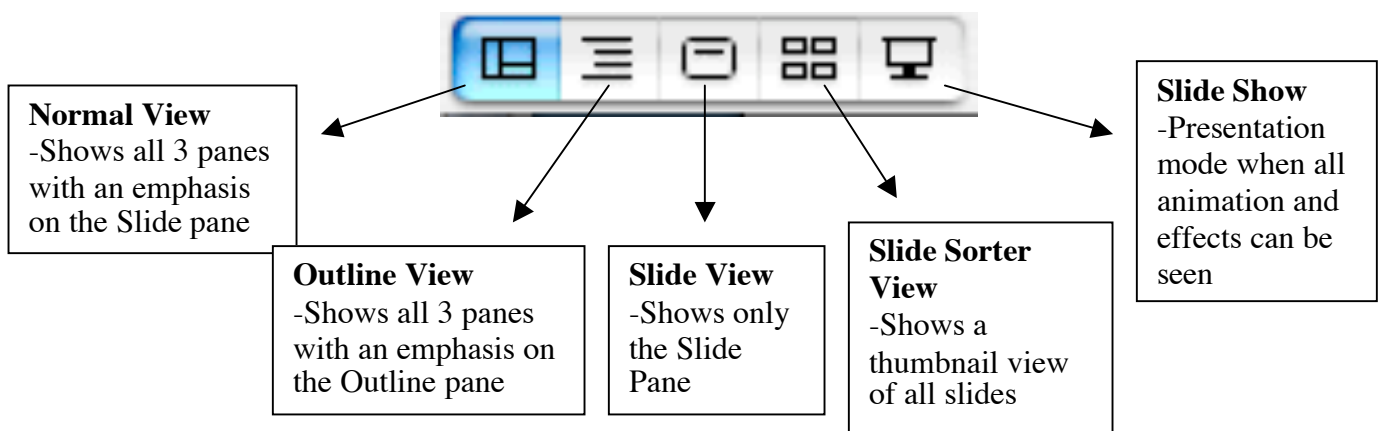 Normal View
-Shows all 3 panes
with an emphasis
on the Slide pane
Outline View
-Shows all 3 panes
with an emphasis on
the Outline pane
Slide View
-Shows only
the Slide
Pane
Slide Sorter
View
-Shows a
thumbnail view
of all slides
Slide Show
-Presentation
mode when all
animation and
effects can be
seen